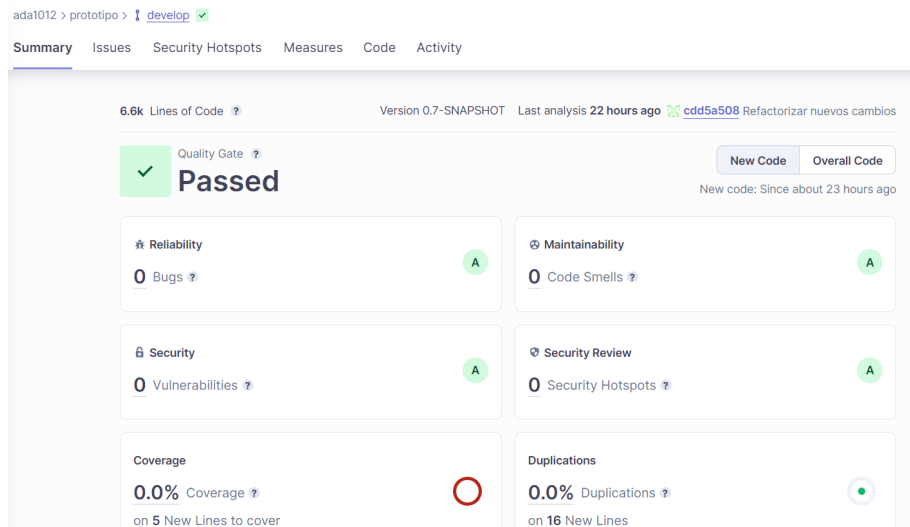 ada1012 > prototipo > develop
Summary Issues Security Hotspots Measures Code Activity
6.6k Lines of Code ? Version 0.7-SNAPSHOT Last analysis 22 hours ago cdd5a508 Refactorizar nuevos cambios
Quality Gate ?
Passed
New Code Overall Code
New code: Since about 23 hours ago
Reliability
0 Bugs ?
A
Maintainability
0 Code Smells ?
A
Security
0 Vulnerabilities ?
A
Security Review
0 Security Hotspots ?
A
Coverage
0.0% Coverage ?
on 5 New Lines to cover
Duplications
0.0% Duplications ?
on 16 New Lines